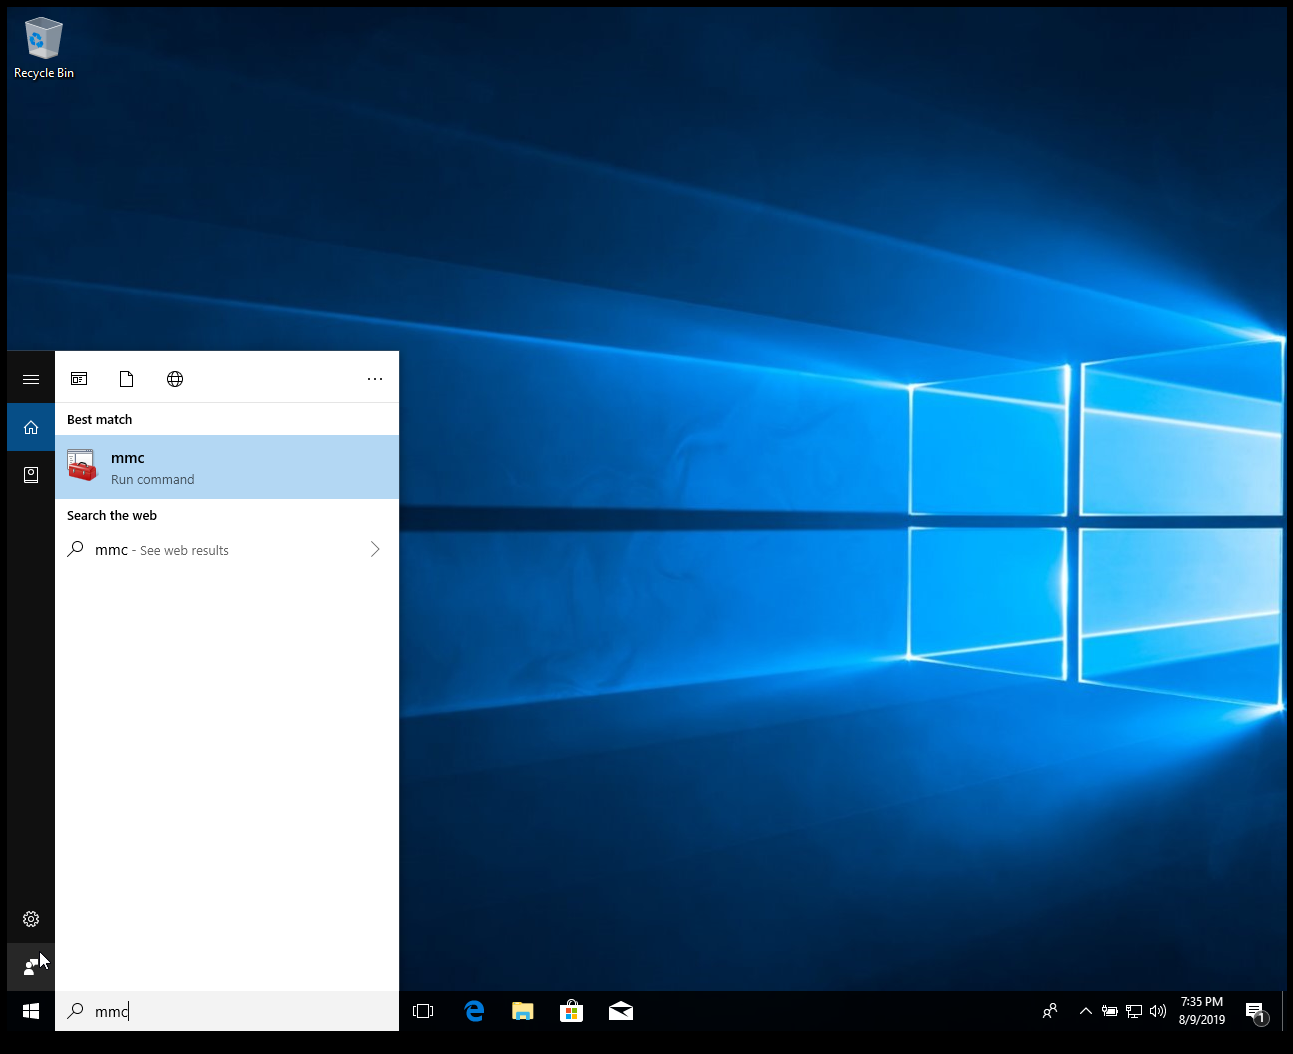 Recycle Bin
Best match
mmc
Run command
Search the web
mmc - See web results
mmc
7:35 PM
8/9/2019
1